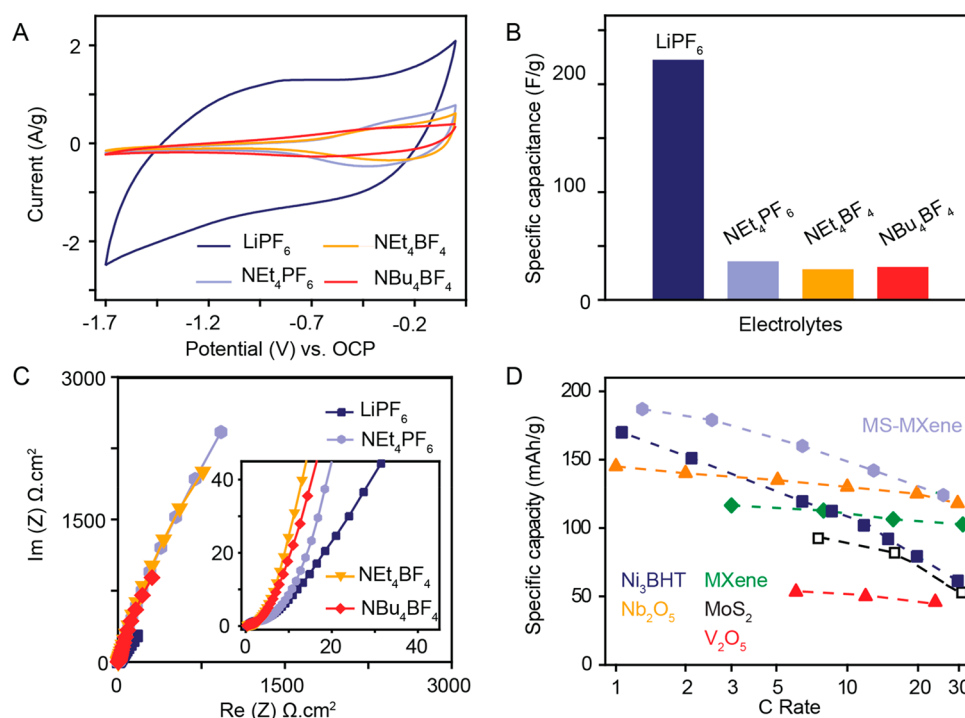 A
Current (A/g)
2
0
-2
LiPF6
NEt4BF4
NEt4PF6
NBu4BF4
-1.7
-1.2
-0.7
-0.2
Potential (V) vs. OCP
B
Specific capacitance (F/g)
200
100
0
LiPF6
NEt4PF6
NEt4BF4
NBu4BF4
Electrolytes
C
Im (Z) Ω.cm2
3000
1500
0
LiPF6
NEt4PF6
40
20
0
0
20
40
NEt4BF4
NBu4BF4
0
1500
3000
Re (Z) Ω.cm2
D
Specific capacity (mAh/g)
200
150
100
50
0
MS-MXene
Ni3BHT
MXene
Nb2O5
MoS2
V2O5
1
2
3
5
10
20
30
C Rate